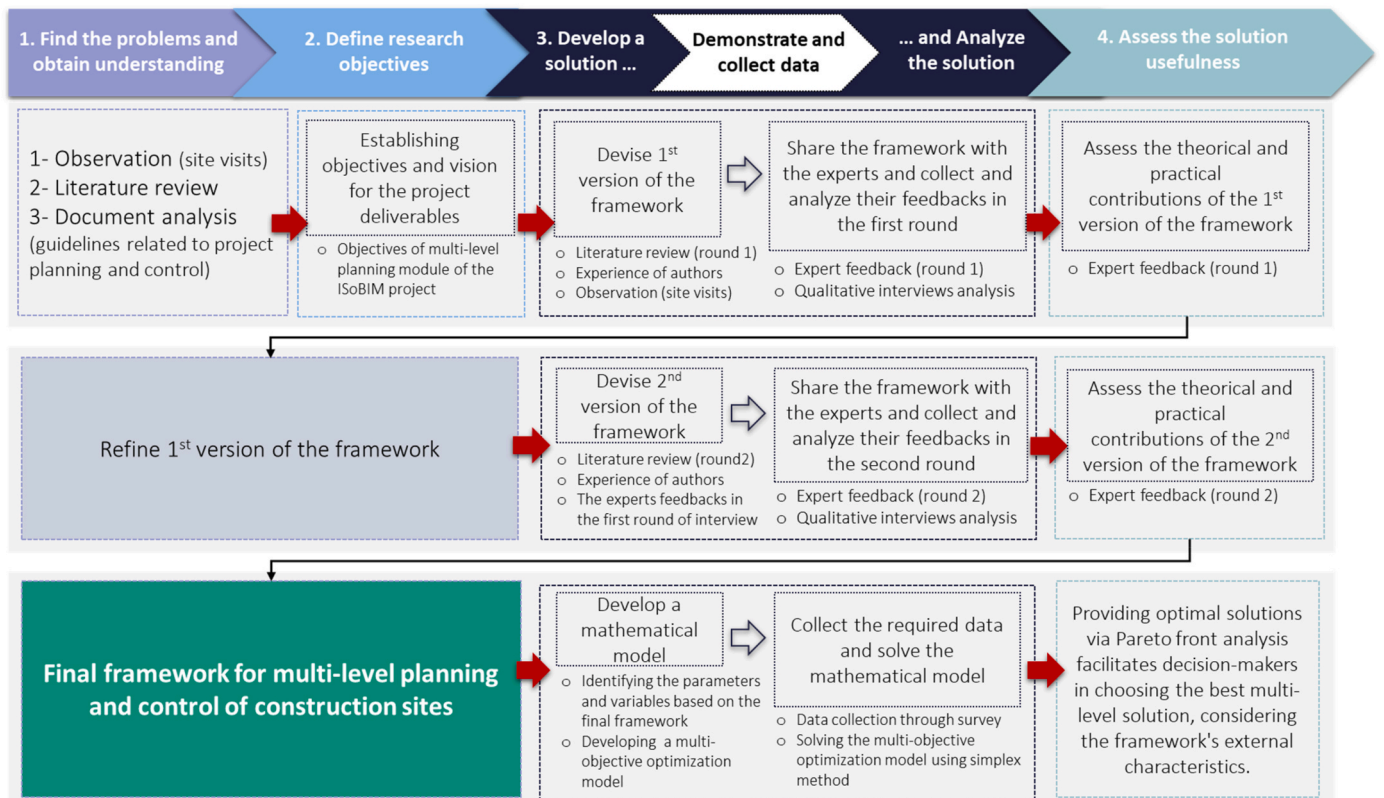 1. Find the problems and
obtain understanding
2. Define research
objectives
3. Develop a
solution ...
Demonstrate and
collect data
... and Analyze
the solution
4. Assess the solution
usefulness
1- Observation (site visits)
2- Literature review
3- Document analysis
(guidelines related to project
planning and control)
Establishing
objectives and vision
for the project
deliverables
o Objectives of multi-level
planning module of the
ISoBIM project
Devise 1st
version of the
framework
o Literature review (round 1)
o Experience of authors
o Observation (site visits)
Share the framework with
the experts and collect and
analyze their feedbacks in
the first round
o Expert feedback (round 1)
o Qualitative interviews analysis
Assess the theorical and
practical
contributions of the 1st
version of the framework
o Expert feedback (round 1)
Refine 1st version of the framework
Devise 2nd
version of the
framework
o Literature review (round2)
o Experience of authors
o The experts feedbacks in
the first round of interview
Share the framework with
the experts and collect and
analyze their feedbacks in
the second round
o Expert feedback (round 2)
o Qualitative interviews analysis
Assess the theorical and
practical
contributions of the 2nd
version of the framework
o Expert feedback (round 2)
Final framework for multi-level planning
and control of construction sites
Develop a
mathematical
model
o Identifying the parameters
and variables based on the
final framework
o Developing a multi-
objective optimization
model
Collect the required data
and solve the
mathematical model
o Data collection through survey
o Solving the multi-objective
optimization model using simplex
method
Providing optimal solutions
via Pareto front analysis
facilitates decision-makers
in choosing the best multi-
level solution, considering
the framework's external
characteristics.